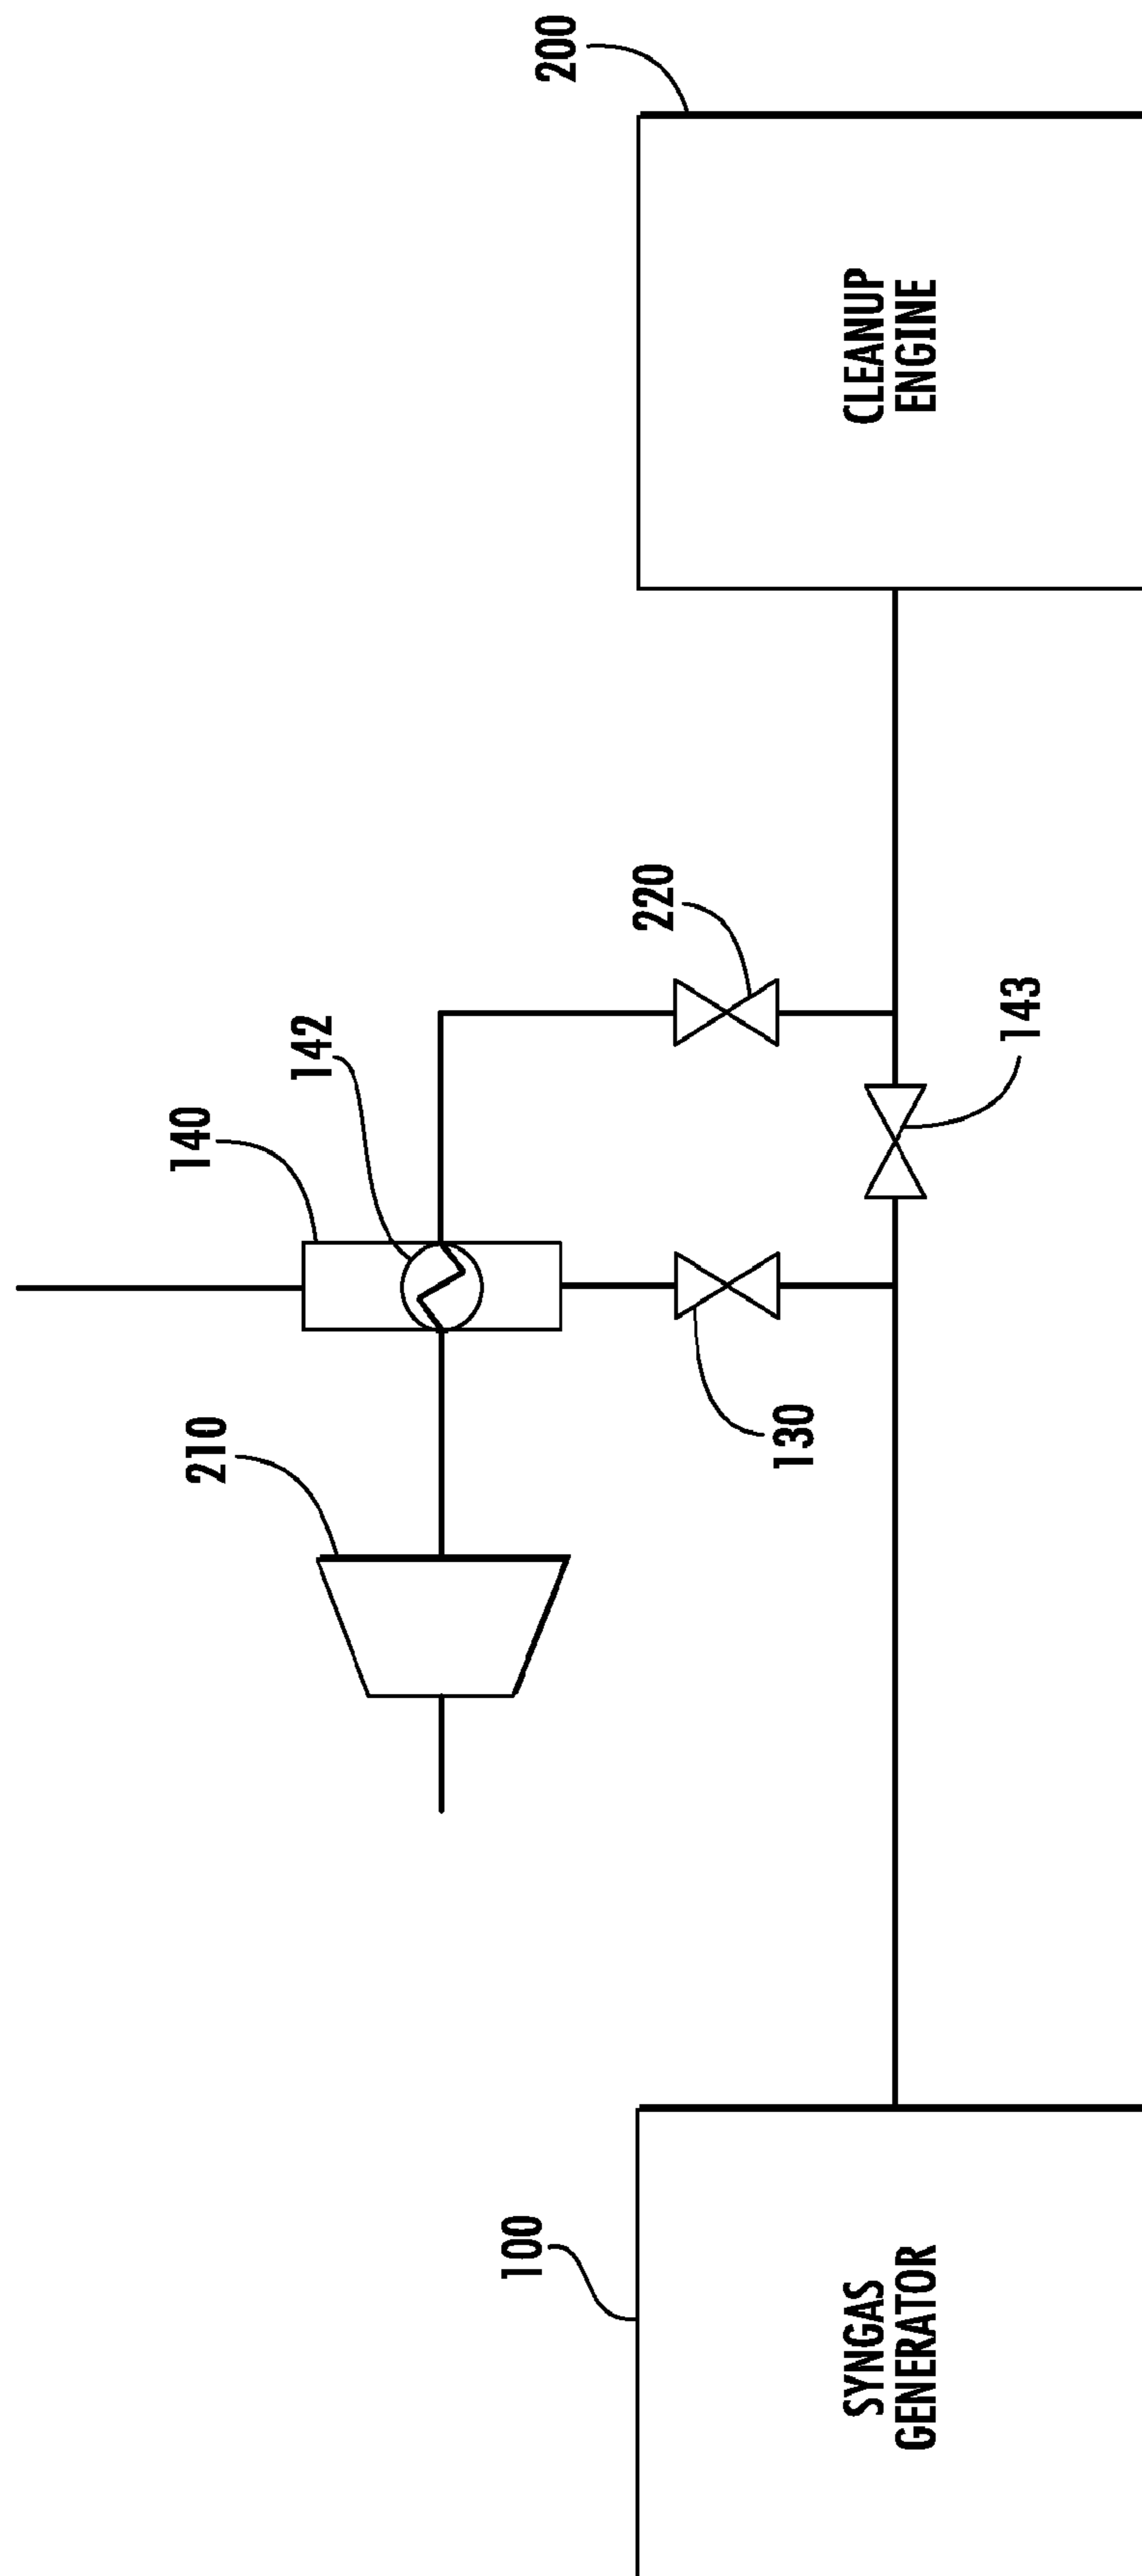 200
CLEANUP
ENGINE
220
143
142
140
130
210
100
SYNGAS
GENERATOR